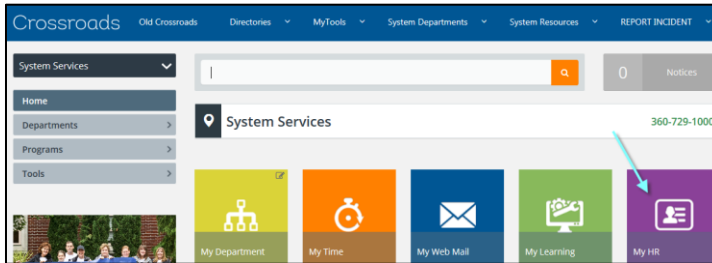 Crossroads Old Crossroads Directories MyTools System Departments System Resources REPORT INCIDENT
System Services
0 Notices
Home
Departments
System Services 360-729-1000
Programs
Tools
My Department My Time My Web Mail My Learning My HR